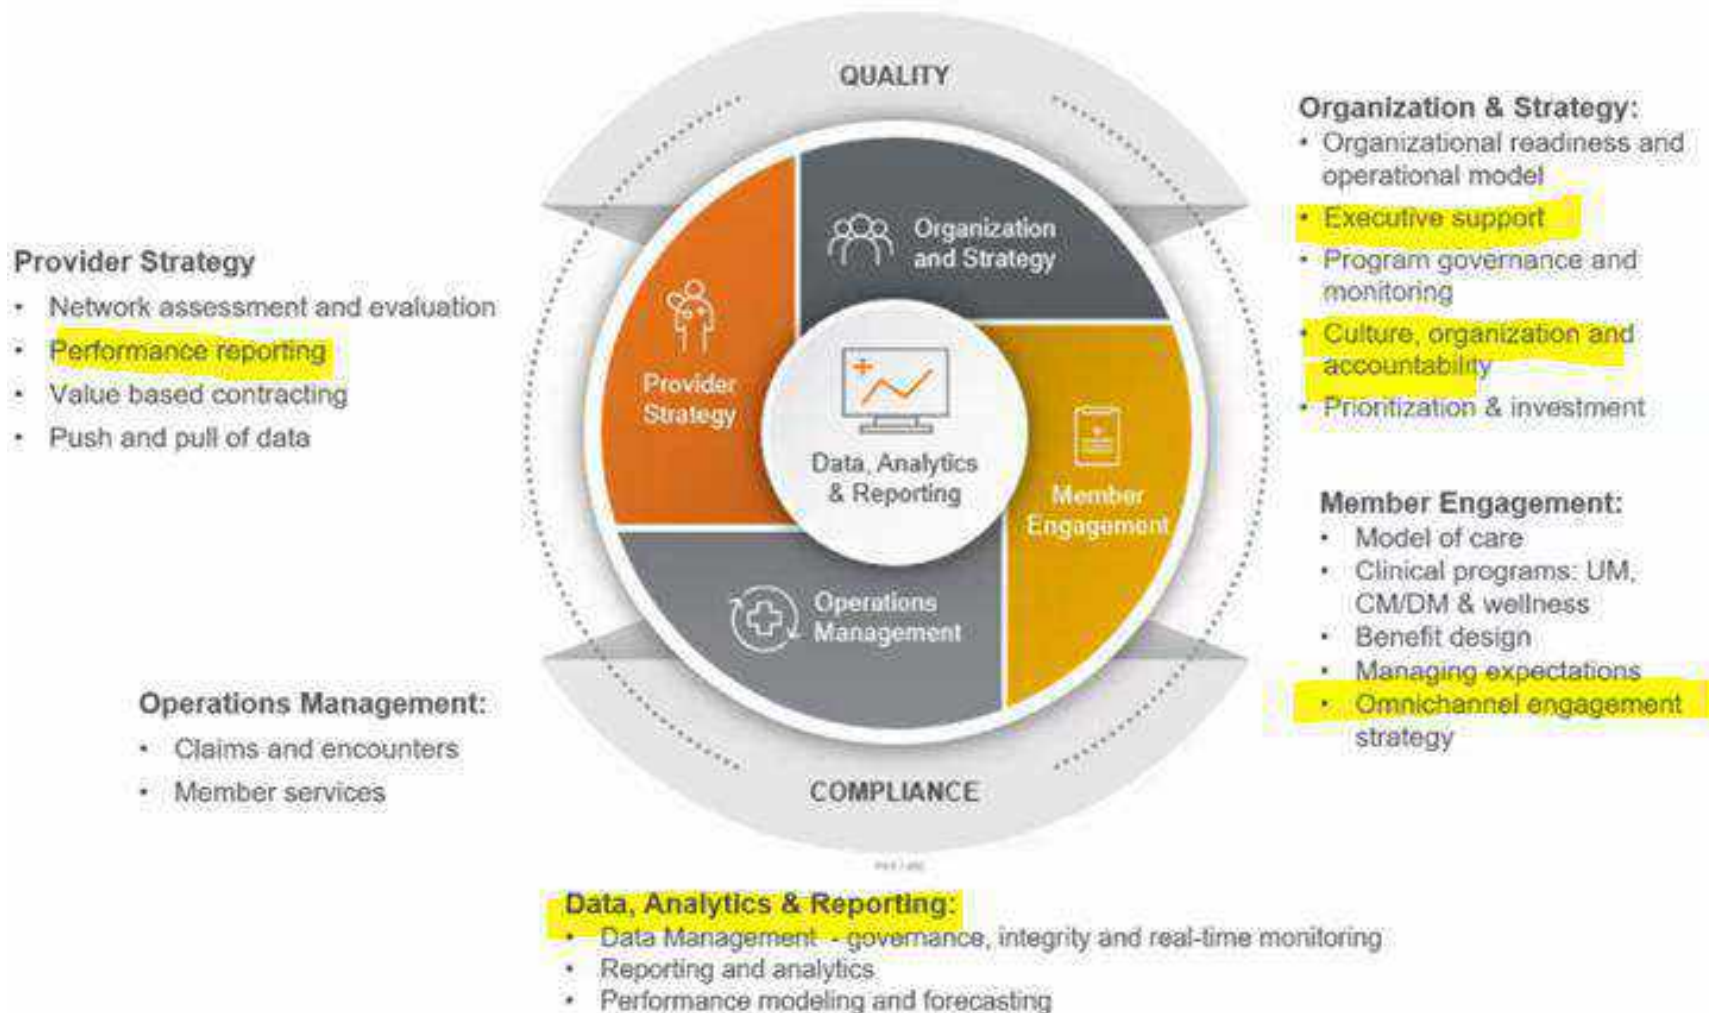 QUALITY
Organization
and Strategy
Provider
Strategy
Data, Analytics
& Reporting
Member
Engagement
Operations
Management
COMPLIANCE
Provider Strategy
• Network assessment and evaluation
• Performance reporting
• Value based contracting
• Push and pull of data
Organization & Strategy:
• Organizational readiness and
operational model
• Executive support
• Program governance and
monitoring
• Culture, organization and
accountability
• Prioritization & investment
Member Engagement:
• Model of care
• Clinical programs: UM,
CM/DM & wellness
• Benefit design
• Managing expectations
• Omnichannel engagement
strategy
Operations Management:
• Claims and encounters
• Member services
Data, Analytics & Reporting:
• Data Management - governance, integrity and real-time monitoring
• Reporting and analytics
• Performance modeling and forecasting